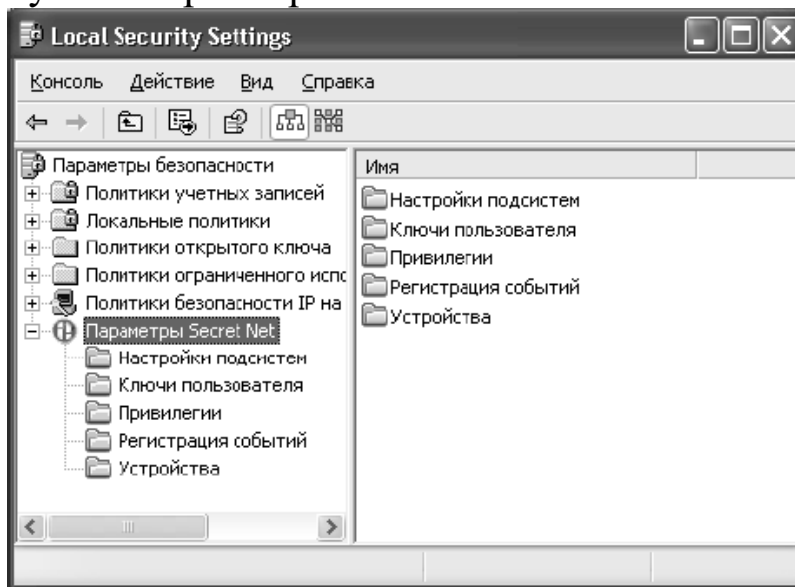 Local Security Settings
Консоль Действие Вид Справка
Параметры безопасности
Политики учетных записей
Локальные политики
Политики открытого ключа
Политики ограниченного испс
Политики безопасности IP на
Параметры Secret Net
Настройки подсистем
Ключи пользователя
Привилегии
Регистрация событий
Устройства
Имя
Настройки подсистем
Ключи пользователя
Привилегии
Регистрация событий
Устройства